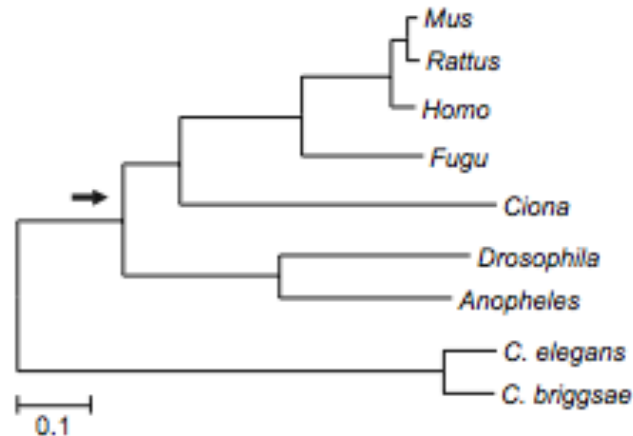 Mus
Rattus
Homo
Fugu
Ciona
Drosophila
Anopheles
C. elegans
C. briggsae
0.1